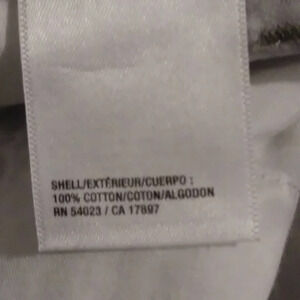 SHELL/EXTÉRIEUR/CUERPO :
100% COTTON/COTON/ALGODON
RN 54023 / CA 17897